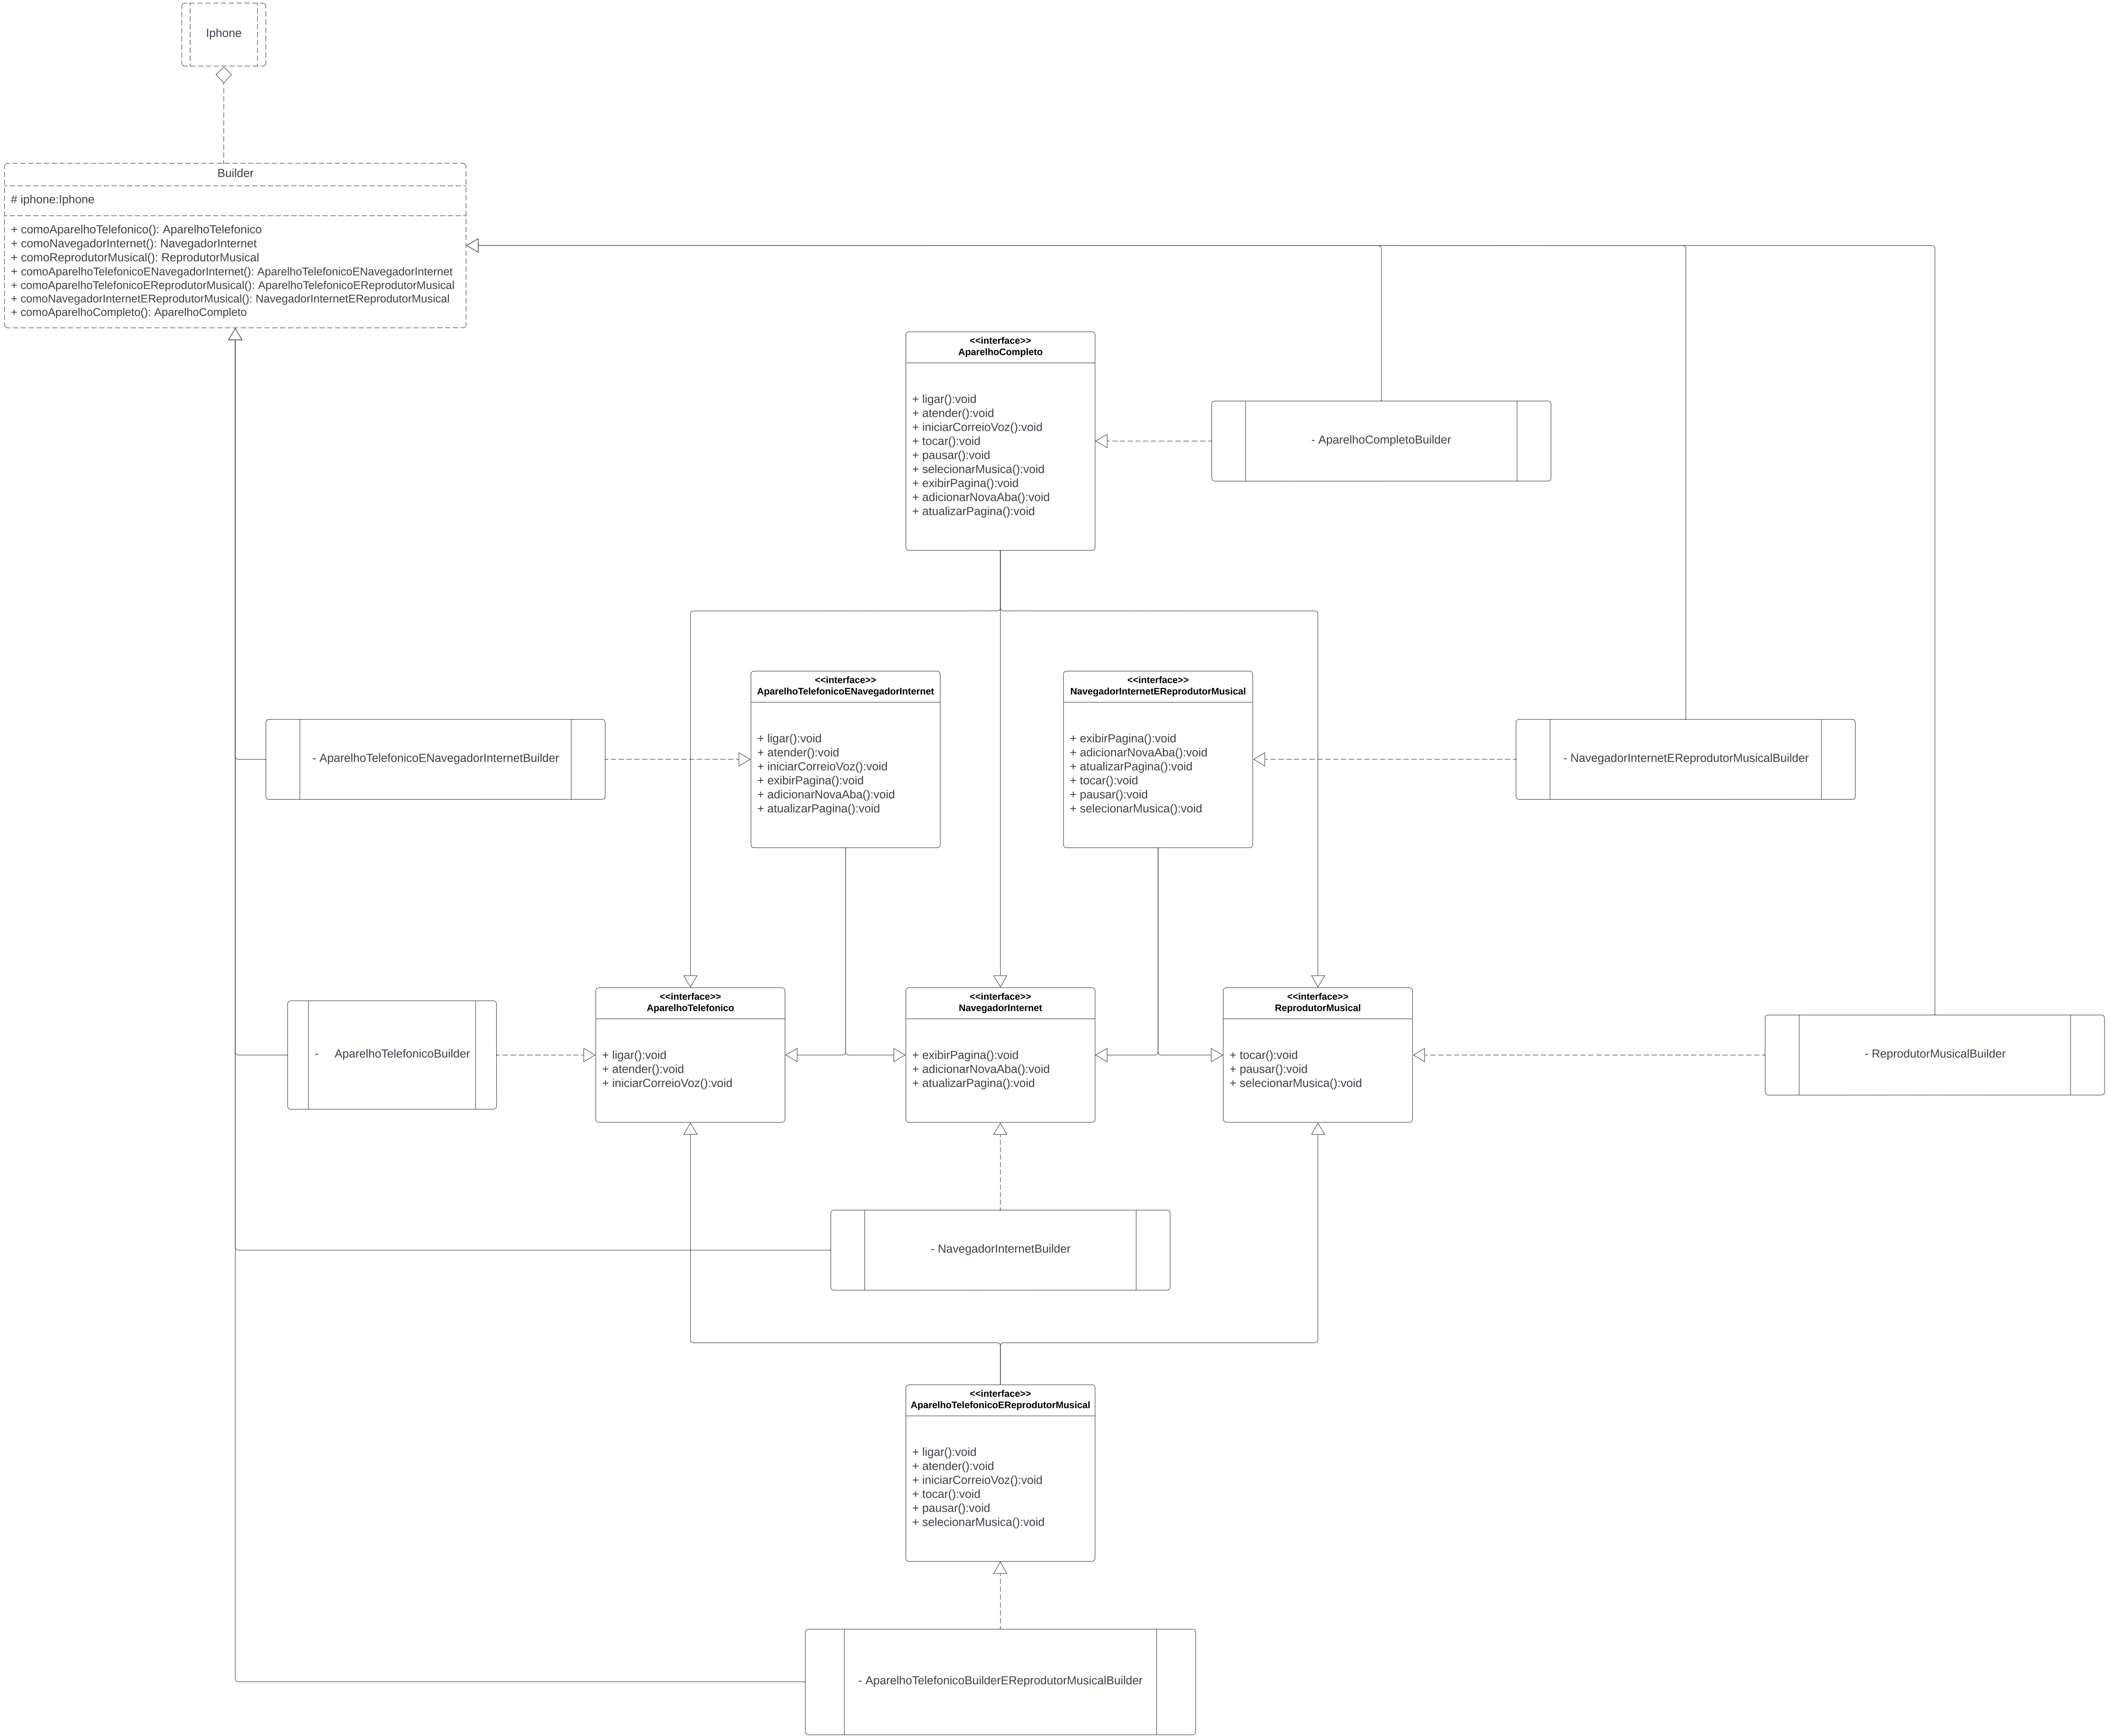 Iphone
Builder
# iphone:Iphone
+ comoAparelhoTelefonico(): AparelhoTelefonico
+ comoNavegadorInternet(): NavegadorInternet
+ comoReprodutorMusical(): ReprodutorMusical
+ comoAparelhoTelefonicoENavegadorInternet(): AparelhoTelefonicoENavegadorInternet
+ comoAparelhoTelefonicoEReprodutorMusical(): AparelhoTelefonicoEReprodutorMusical
+ comoNavegadorInternetEReprodutorMusical(): NavegadorInternetEReprodutorMusical
+ comoAparelhoCompleto(): AparelhoCompleto
<<interface>>
AparelhoCompleto
+ ligar():void
+ atender():void
+ iniciarCorreioVoz():void
+ tocar():void
+ pausar():void
+ selecionarMusica():void
+ exibirPagina():void
+ adicionarNovaAba():void
+ atualizarPagina():void
- AparelhoCompletoBuilder
- AparelhoTelefonicoENavegadorInternetBuilder
<<interface>>
AparelhoTelefonicoENavegadorInternet
+ ligar():void
+ atender():void
+ iniciarCorreioVoz():void
+ exibirPagina():void
+ adicionarNovaAba():void
+ atualizarPagina():void
<<interface>>
NavegadorInternetEReprodutorMusical
+ exibirPagina():void
+ adicionarNovaAba():void
+ atualizarPagina():void
+ tocar():void
+ pausar():void
+ selecionarMusica():void
- NavegadorInternetEReprodutorMusicalBuilder
- AparelhoTelefonicoBuilder
<<interface>>
AparelhoTelefonico
+ ligar():void
+ atender():void
+ iniciarCorreioVoz():void
<<interface>>
NavegadorInternet
+ exibirPagina():void
+ adicionarNovaAba():void
+ atualizarPagina():void
<<interface>>
ReprodutorMusical
+ tocar():void
+ pausar():void
+ selecionarMusica():void
- ReprodutorMusicalBuilder
- NavegadorInternetBuilder
<<interface>>
AparelhoTelefonicoEReprodutorMusical
+ ligar():void
+ atender():void
+ iniciarCorreioVoz():void
+ tocar():void
+ pausar():void
+ selecionarMusica():void
- AparelhoTelefonicoBuilderEReprodutorMusicalBuilder